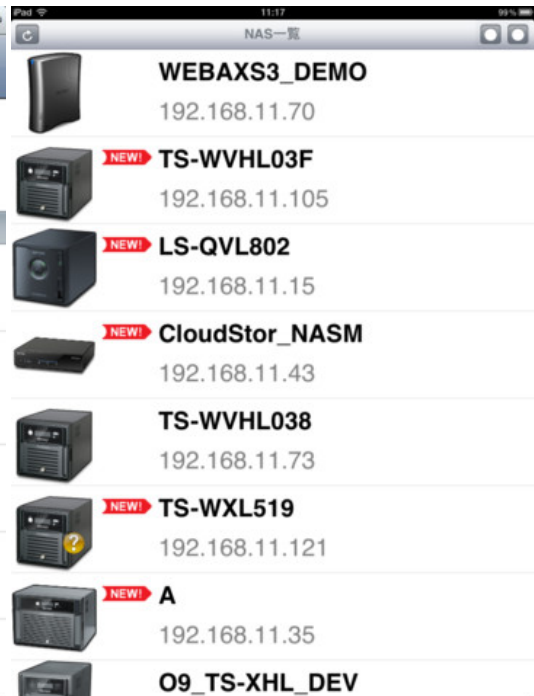 iPad 11:17 99%
NAS一覧
WEBAXS3_DEMO
192.168.11.70
NEW! TS-WVHL03F
192.168.11.105
NEW! LS-QVL802
192.168.11.15
NEW! CloudStor_NASM
192.168.11.43
TS-WVHL038
192.168.11.73
NEW! TS-WXL519
?
192.168.11.121
NEW! A
192.168.11.35
O9_TS-XHL_DEV